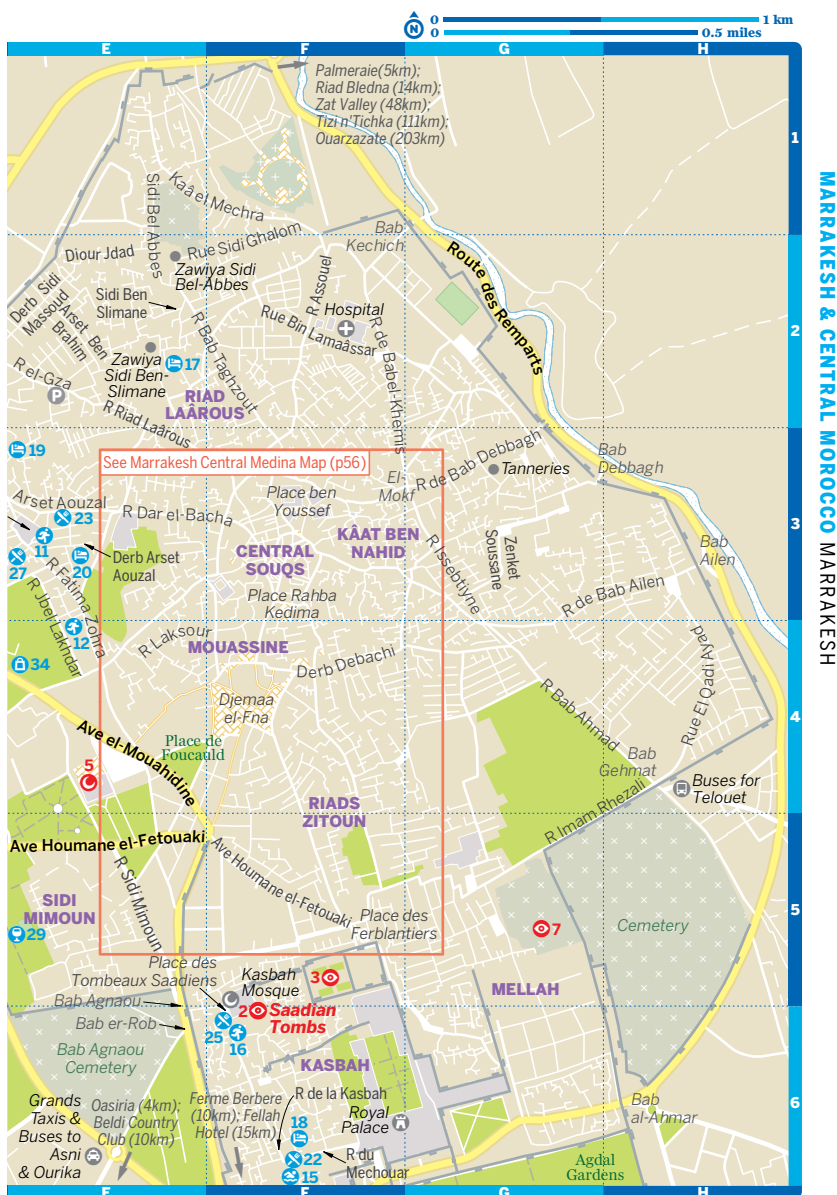 N
0
1 km
0
0.5 miles
E
F
G
H
Palmeraie(5km);
Riad Bledna (14km);
Zat Valley (48km);
Tizi n'Tichka (111km);
Ouarzazate (203km)
1
MARRAKESH & CENTRAL MOROCCO MARRAKESH
Kaâ el Mechra
Sidi Bel Abbes
Rue Sidi Ghalom
Bab
Kechich
Diour Jdad
Zawiya Sidi
Bel-Abbes
R Assouel
Route des Remparts
Derb Sidi
Massoud
Arset Ben
Brahim
Sidi Ben
Slimane
Hospital
Rue Bin Lamaâssar
2
R Bab Taghzout
R de Babel-Khemis
Zawiya
Sidi Ben-
Slimane
17
R el-Gza
P
RIAD
LAÂROUS
R Riad Laârous
19
See Marrakesh Central Medina Map (p56)
R de Bab Debbagh
Bab
Debbagh
Tanneries
El-
Mokf
Place ben
Youssef
Arset Aouzal
23
R Dar el-Bacha
3
11
KÂAT BEN
NAHID
CENTRAL
SOUQS
R Issebtiyne
Zenket
Soussane
Bab
Ailen
27
20
Derb Arset
Aouzal
R Fatima Zohra
R Jbel Lakhdar
Place Rahba
Kedima
R de Bab Ailen
12
R Laksour
MOUASSINE
Derb Debachi
Rue El Qadi Ayad
34
Djemaa
el-Fna
R Bab Ahmad
4
Ave el-Mouahidine
Place de
Foucauld
Bab
Gehmat
5
Buses for
Telouet
RIADS
ZITOUN
R Imam Rhezali
Ave Houmane el-Fetouaki
Ave Houmane el-Fetouaki
R Sidi Mimoun
SIDI
MIMOUN
Place des
Ferblantiers
5
29
7
Cemetery
Place des
Tombeaux Saadiens
Kasbah
Mosque
3
MELLAH
Bab Agnaou
2
Saadian
Tombs
Bab er-Rob
25
16
Bab Agnaou
Cemetery
KASBAH
Grands
Taxis &
Buses to
Asni
& Ourika
Oasiria (4km);
Beldi Country
Club (10km)
Ferme Berbere
(10km); Fellah
Hotel (15km)
R de la Kasbah
Royal
Palace
Bab
al-Ahmar
6
18
22
R du
Mechouar
15
Agdal
Gardens
E
F
G
H